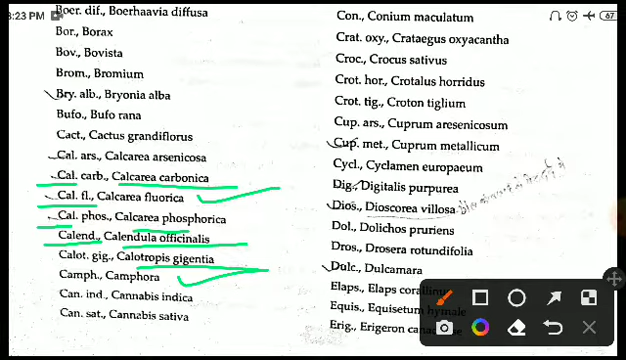 8:23 PM
67
Boer. dif., Boerhaavia diffusa
Bor., Borax
Bov., Bovista
Brom., Bromium
Bry. alb., Bryonia alba
Bufo., Bufo rana
Cact., Cactus grandiflorus
Cal. ars., Calcarea arsenicosa
Cal. carb., Calcarea carbonica
Cal. fl., Calcarea fluorica
Cal. phos., Calcarea phosphorica
Calend., Calendula officinalis
Calot. gig., Calotropis gigentia
Camph., Camphora
Can. ind., Cannabis indica
Can. sat., Cannabis sativa
Con., Conium maculatum
Crat. oxy., Crataegus oxyacantha
Croc., Crocus sativus
Crot. hor., Crotalus horridus
Crot. tig., Croton tiglium
Cup. ars., Cuprum aresenicosum
Cup. met., Cuprum metallicum
Cycl., Cyclamen europaeum
Dig., Digitalis purpurea
Dios., Dioscorea villosa
Dol., Dolichos pruriens
Dros., Drosera rotundifolia
Dulc., Dulcamara
Elaps., Elaps corallinus
Equis., Equisetum hymale
Erig., Erigeron